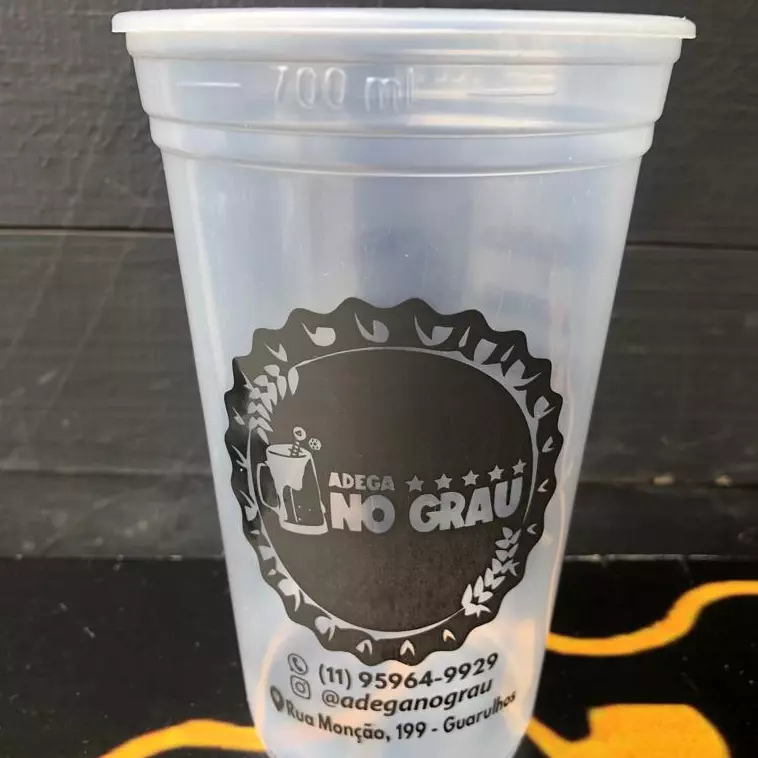 700 ml
ADEGA
NO GRAU
(11) 95964-9929
@adeganograu
Rua Monção, 199 - Guarulhos